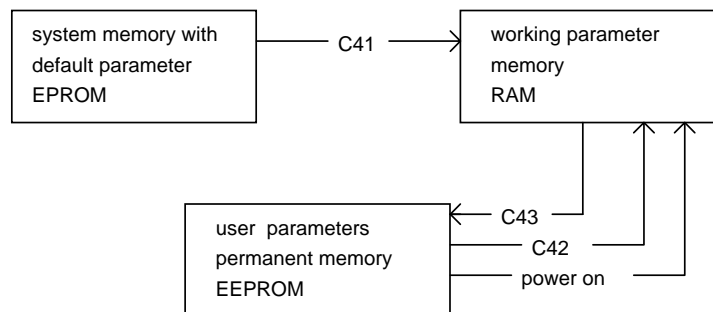 system memory with
default parameter
EPROM
C41
working parameter
memory
RAM
user parameters
permanent memory
EEPROM
C43
C42
power on